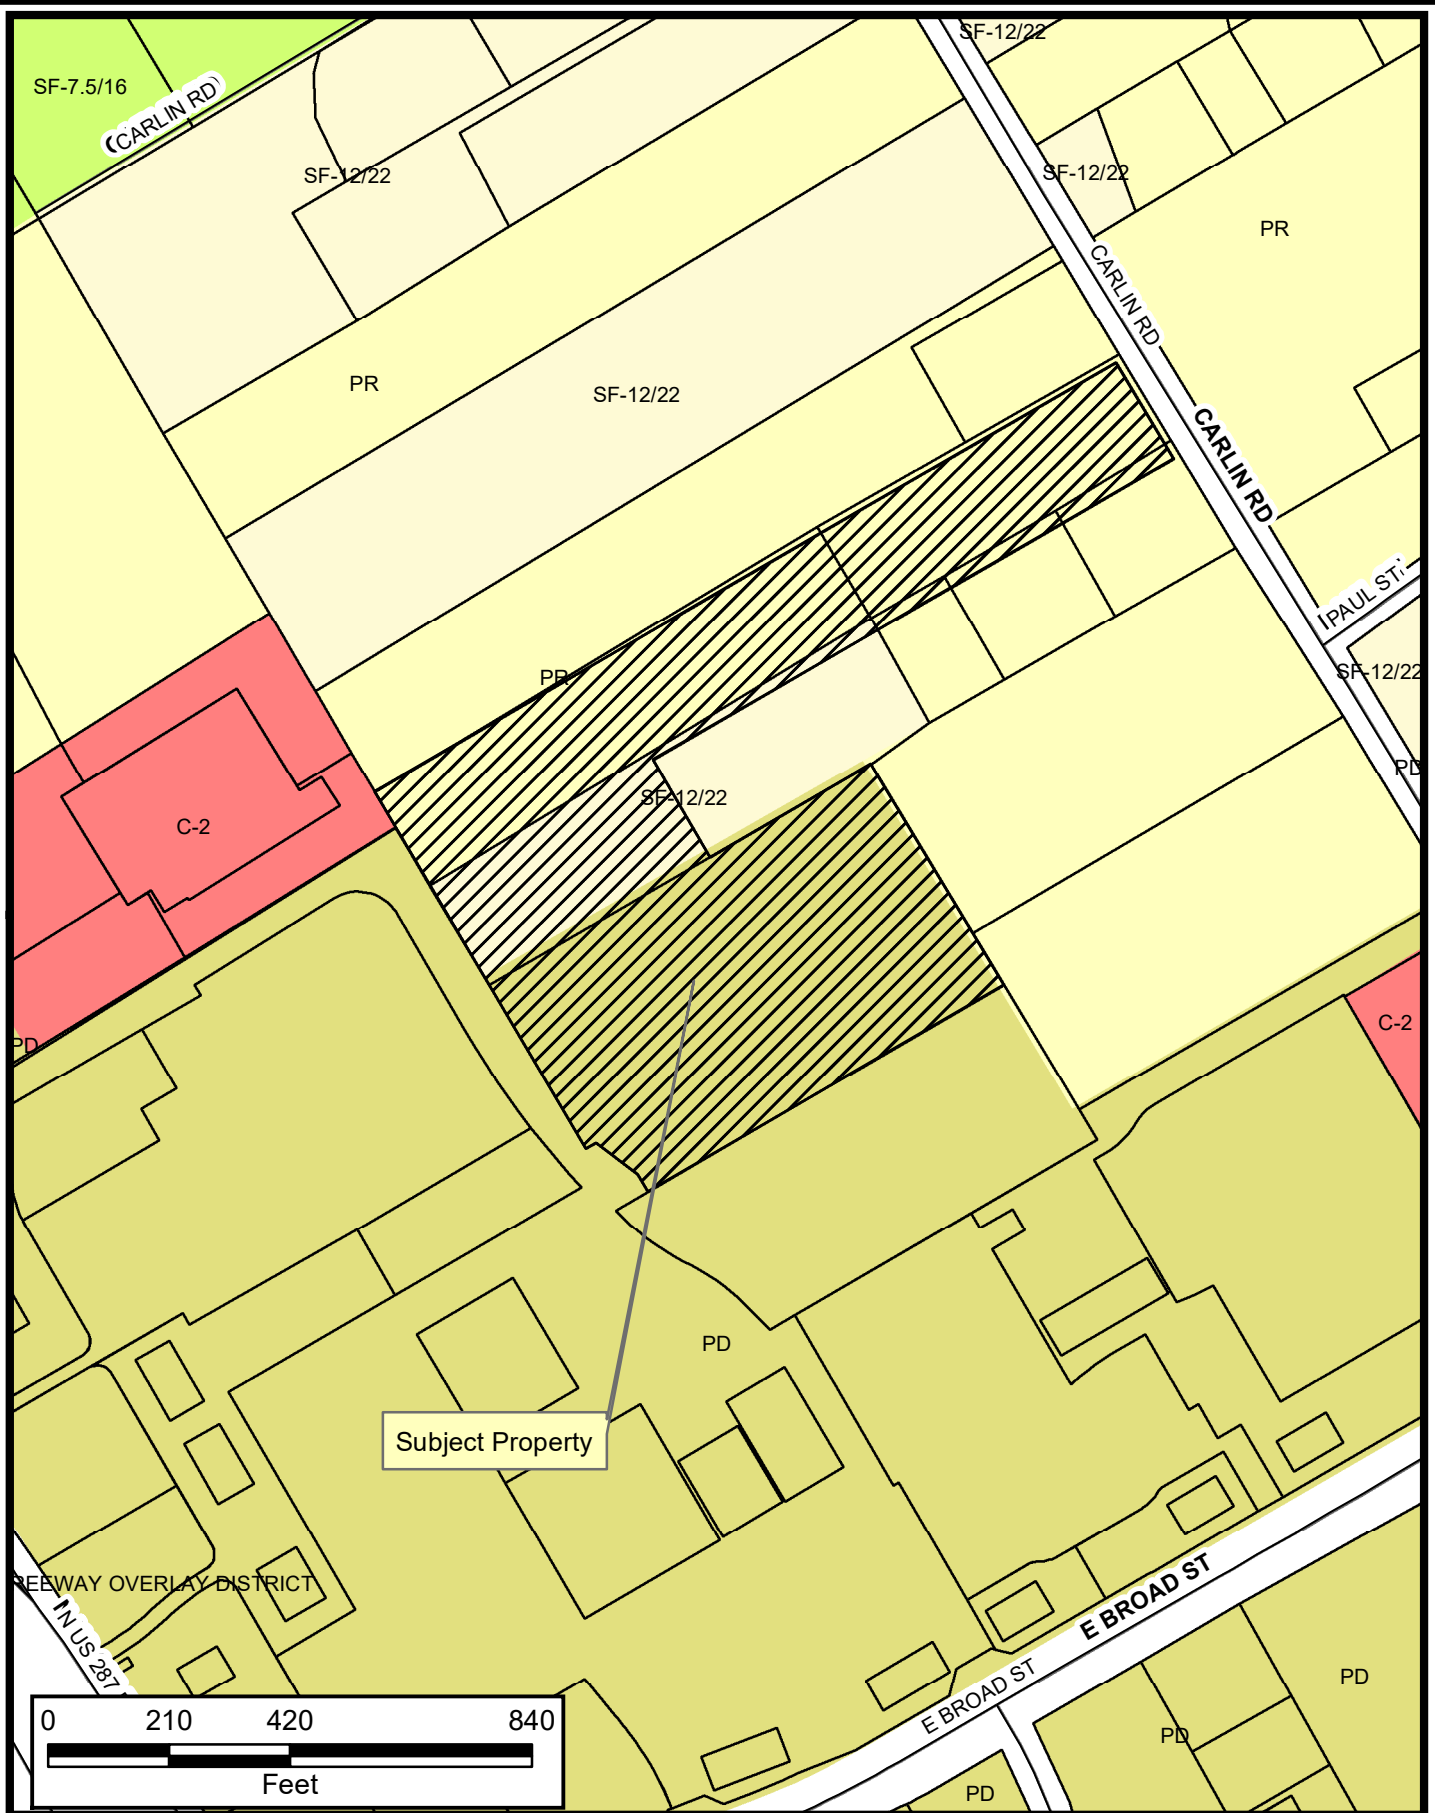 SF-12/22
SF-7.5/16
CARLIN RD
SF-12/22
SF-12/22
PR
CARLIN RD
PR
SF-12/22
CARLIN RD
PAUL ST
PR
SF-12/22
PD
SF-12/22
C-2
C-2
PD
PD
Subject Property
REEWAY OVERLAY DISTRICT
E BROAD ST
N US 287
E BROAD ST
PD
PD
PD
0 210 420 840
Feet